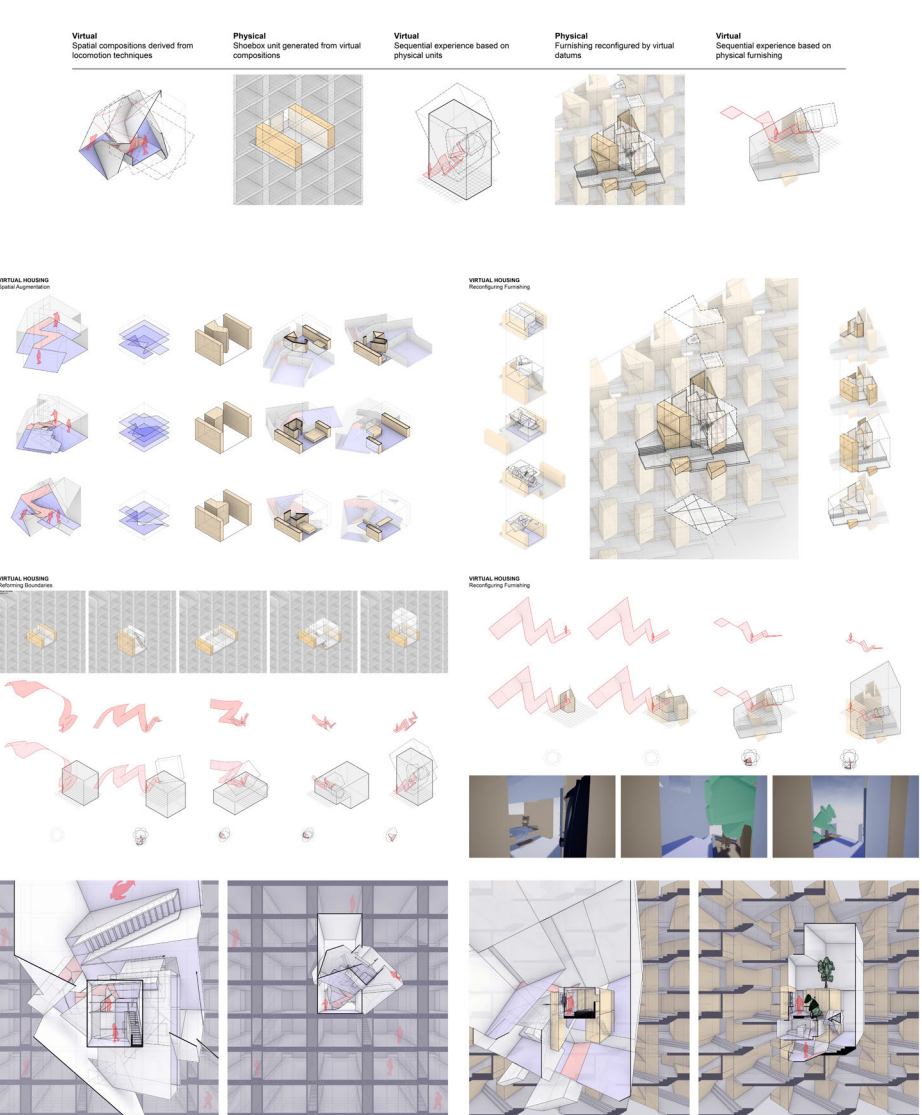 Virtual
Spatial compositions derived from
locomotion techniques
Physical
Shoebox unit generated from virtual
compositions
Virtual
Sequential experience based on
physical units
Physical
Furnishing reconfigured by virtual
datums
Virtual
Sequential experience based on
physical furnishing
VIRTUAL HOUSING
Spatial Augmentation
VIRTUAL HOUSING
Reconfiguring Furnishing
VIRTUAL HOUSING
Reforming Boundaries
VIRTUAL HOUSING
Reconfiguring Furnishing